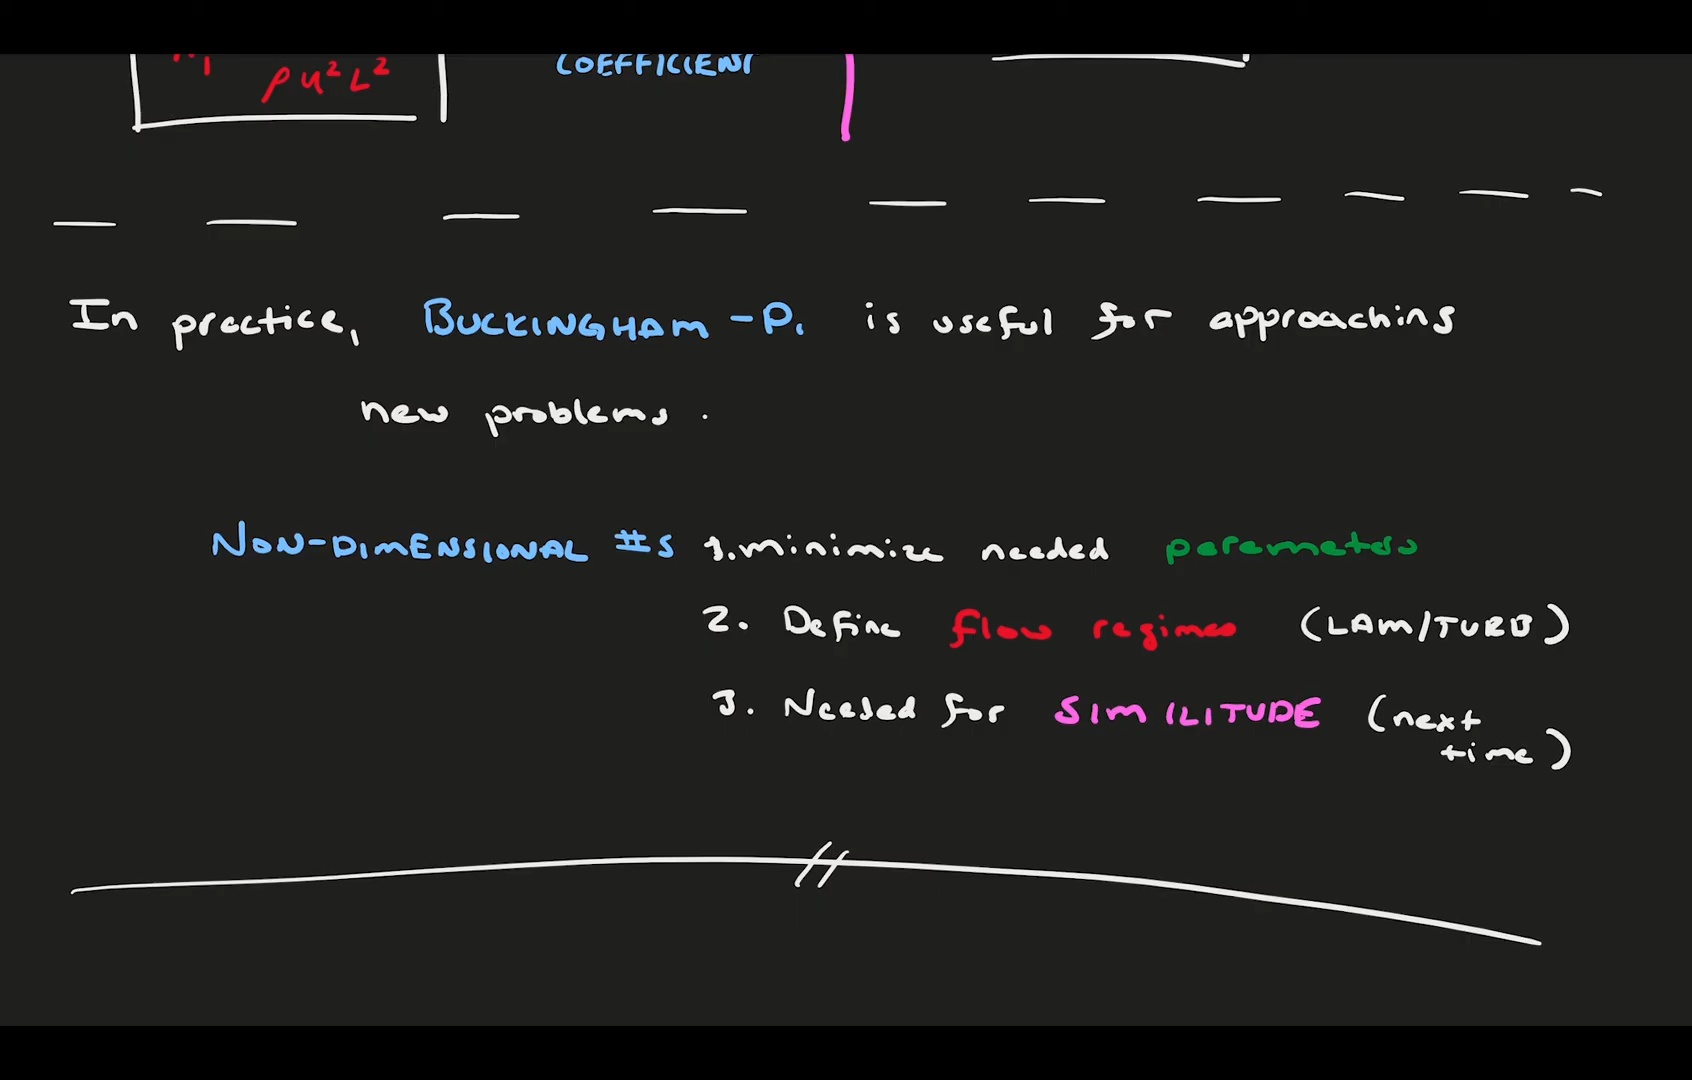 ρu²L²
COEFFICIENT
In practice, BUCKINGHAM-Pi is useful for approaching
new problems.
NON-DIMENSIONAL #s 1. minimize needed parameters
2. Define flow regimes (LAM/TURB)
3. Needed for SIMILITUDE (next
time)